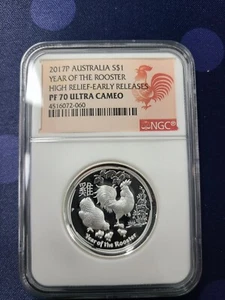 2017P AUSTRALIA S$1
YEAR OF THE ROOSTER
HIGH RELIEF-EARLY RELEASES
PF 70 ULTRA CAMEO
4516072-060
NGC
雞
Year of the Rooster